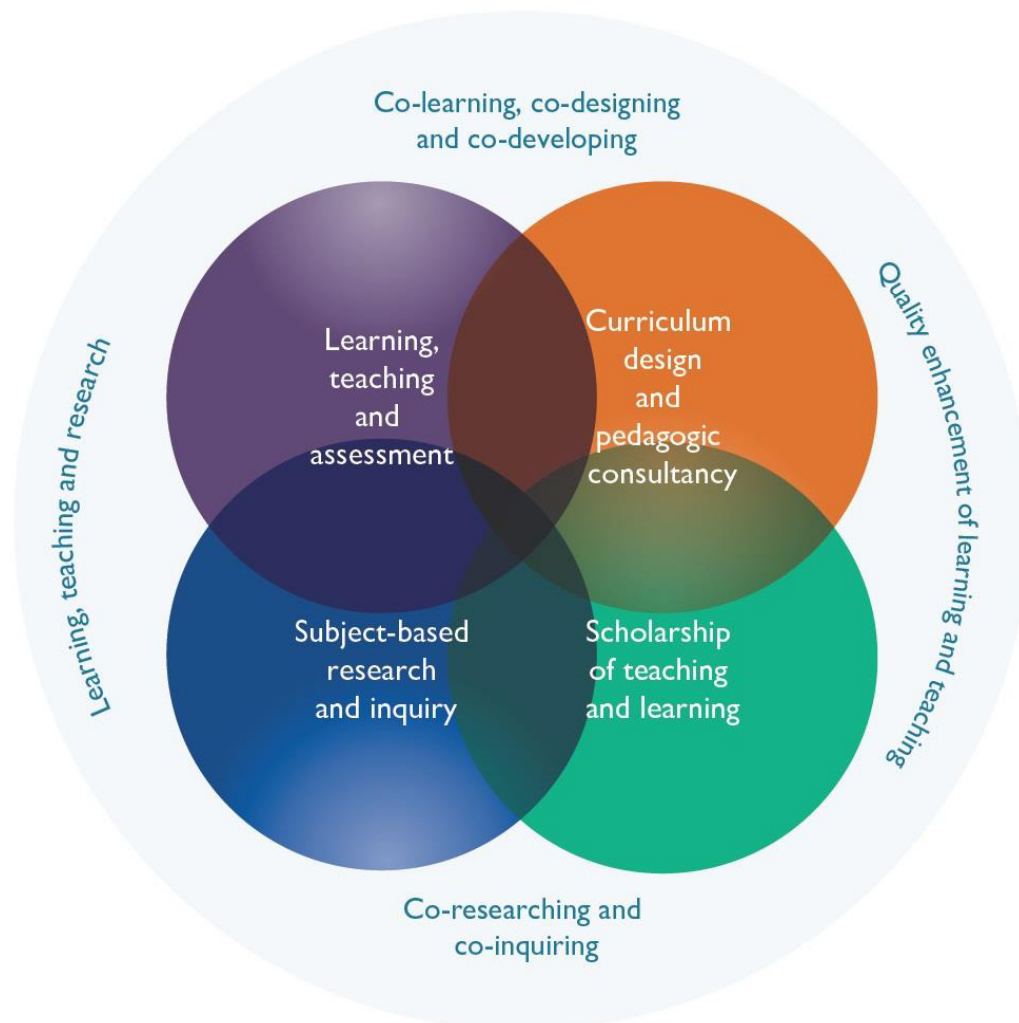 Co-learning, co-designing
and co-developing
Learning, teaching and research
Quality enhancement of learning and teaching
Learning,
teaching
and
assessment
Curriculum
design
and
pedagogic
consultancy
Subject-based
research
and inquiry
Scholarship
of teaching
and learning
Co-researching and
co-inquiring